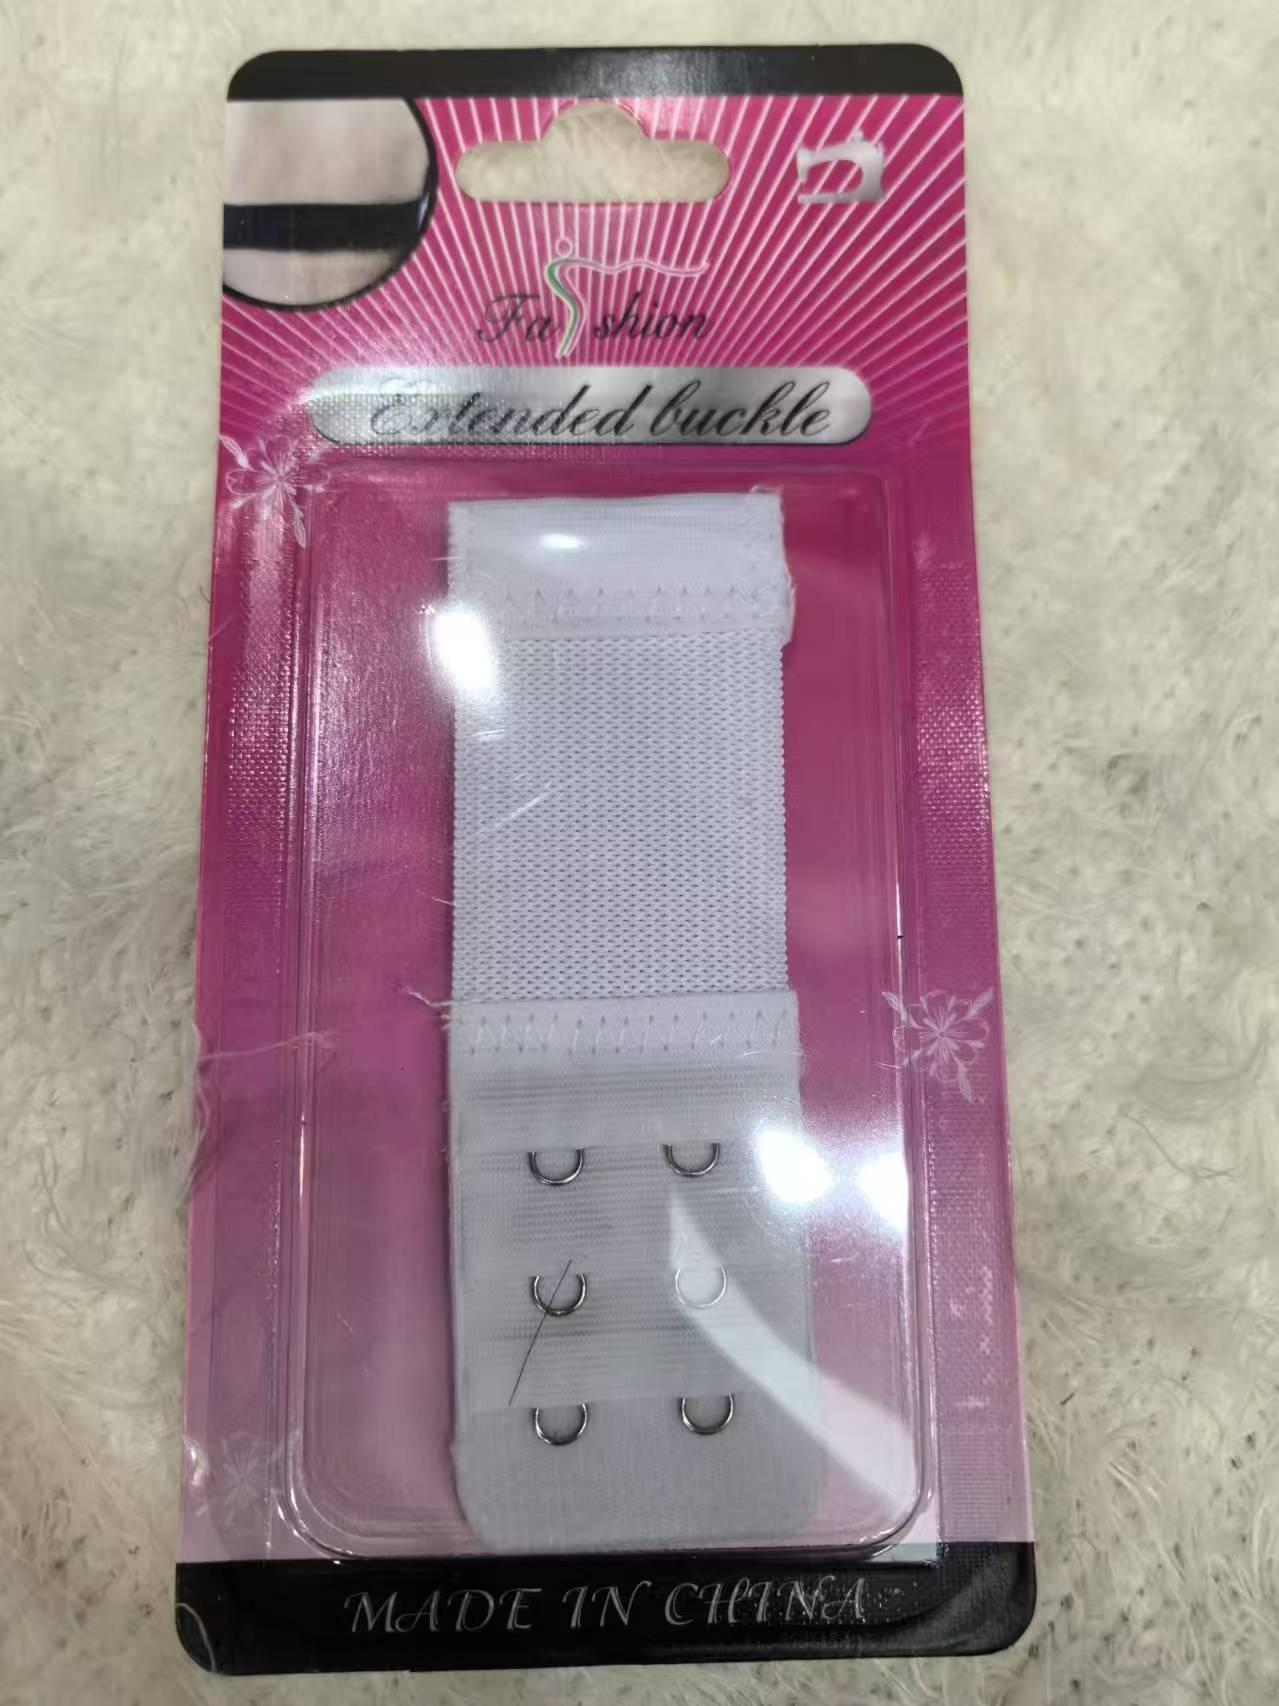 Fashion
Extended buckle
MADE IN CHINA